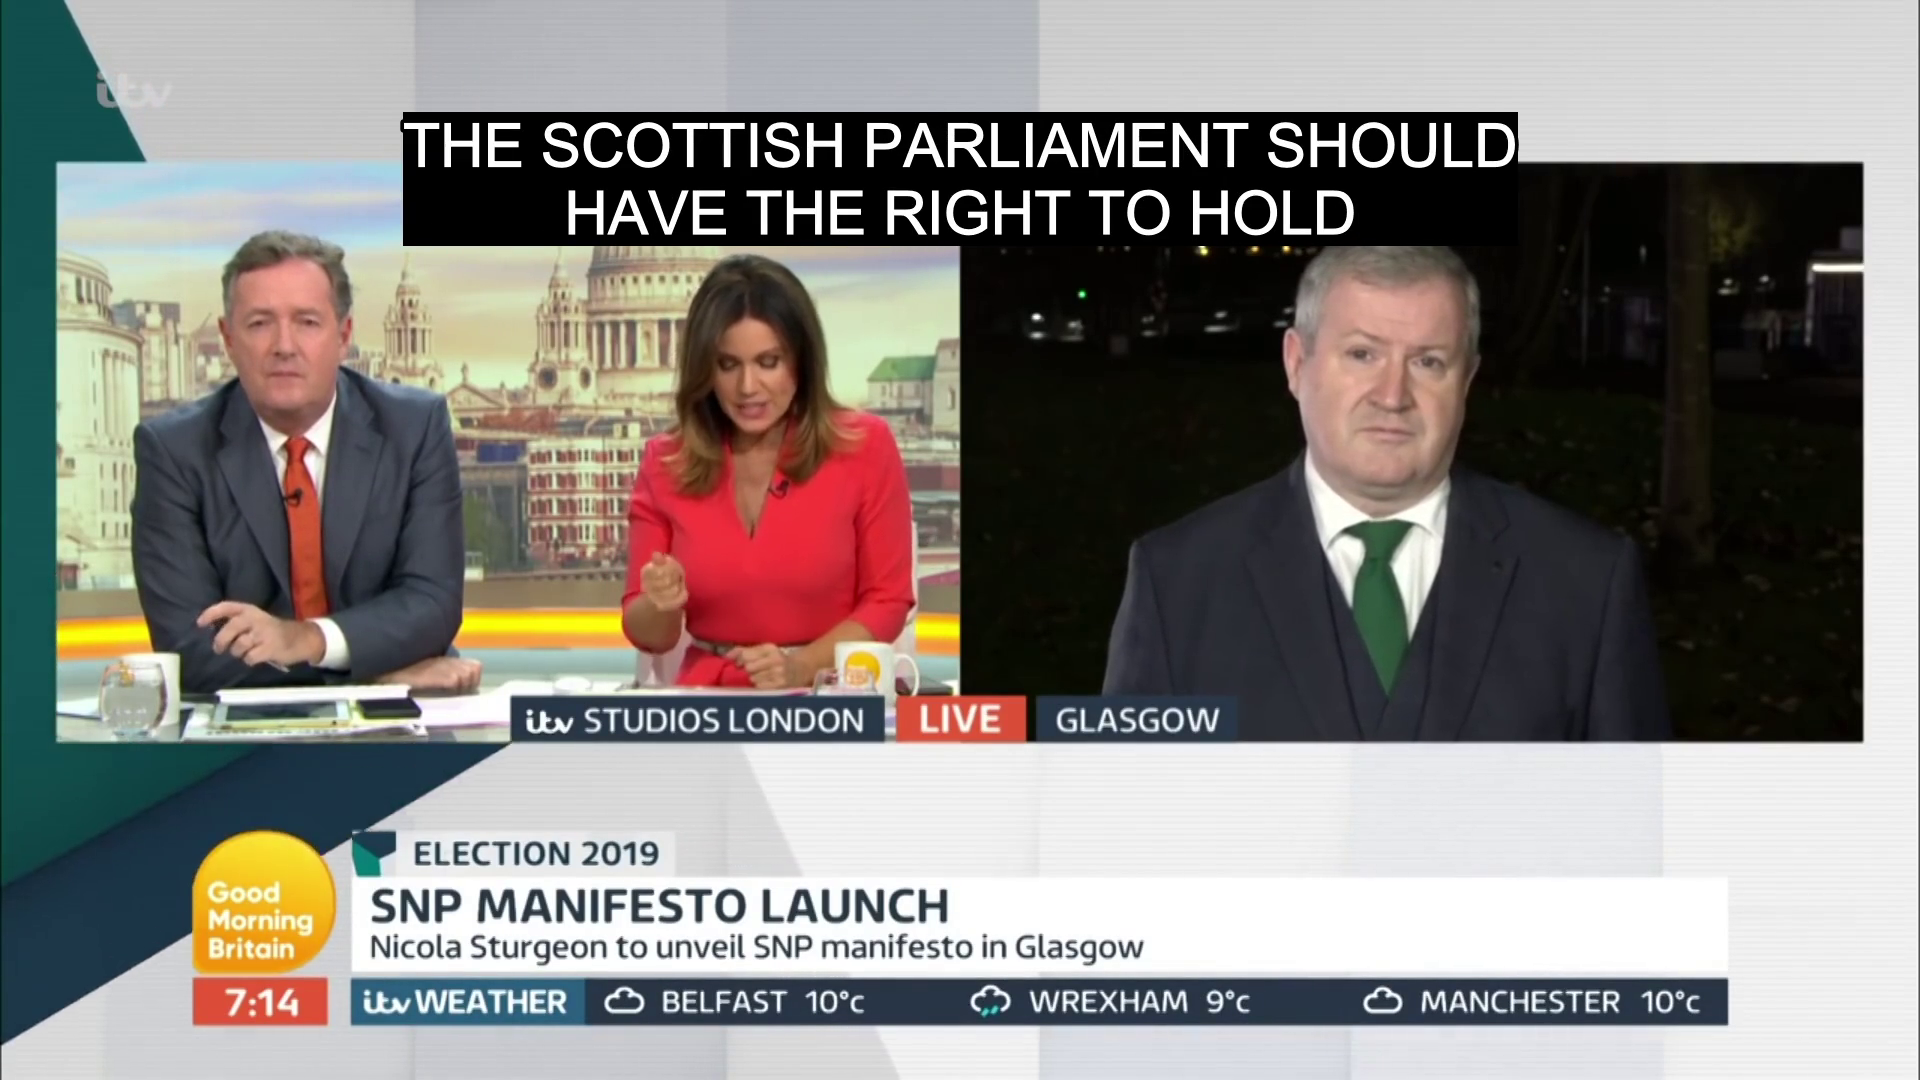 itv
THE SCOTTISH PARLIAMENT SHOULD
HAVE THE RIGHT TO HOLD
itv STUDIOS LONDON
LIVE
GLASGOW
ELECTION 2019
SNP MANIFESTO LAUNCH
Nicola Sturgeon to unveil SNP manifesto in Glasgow
Good
Morning
Britain
7:14
itv WEATHER BELFAST 10°c WREXHAM 9°c MANCHESTER 10°c